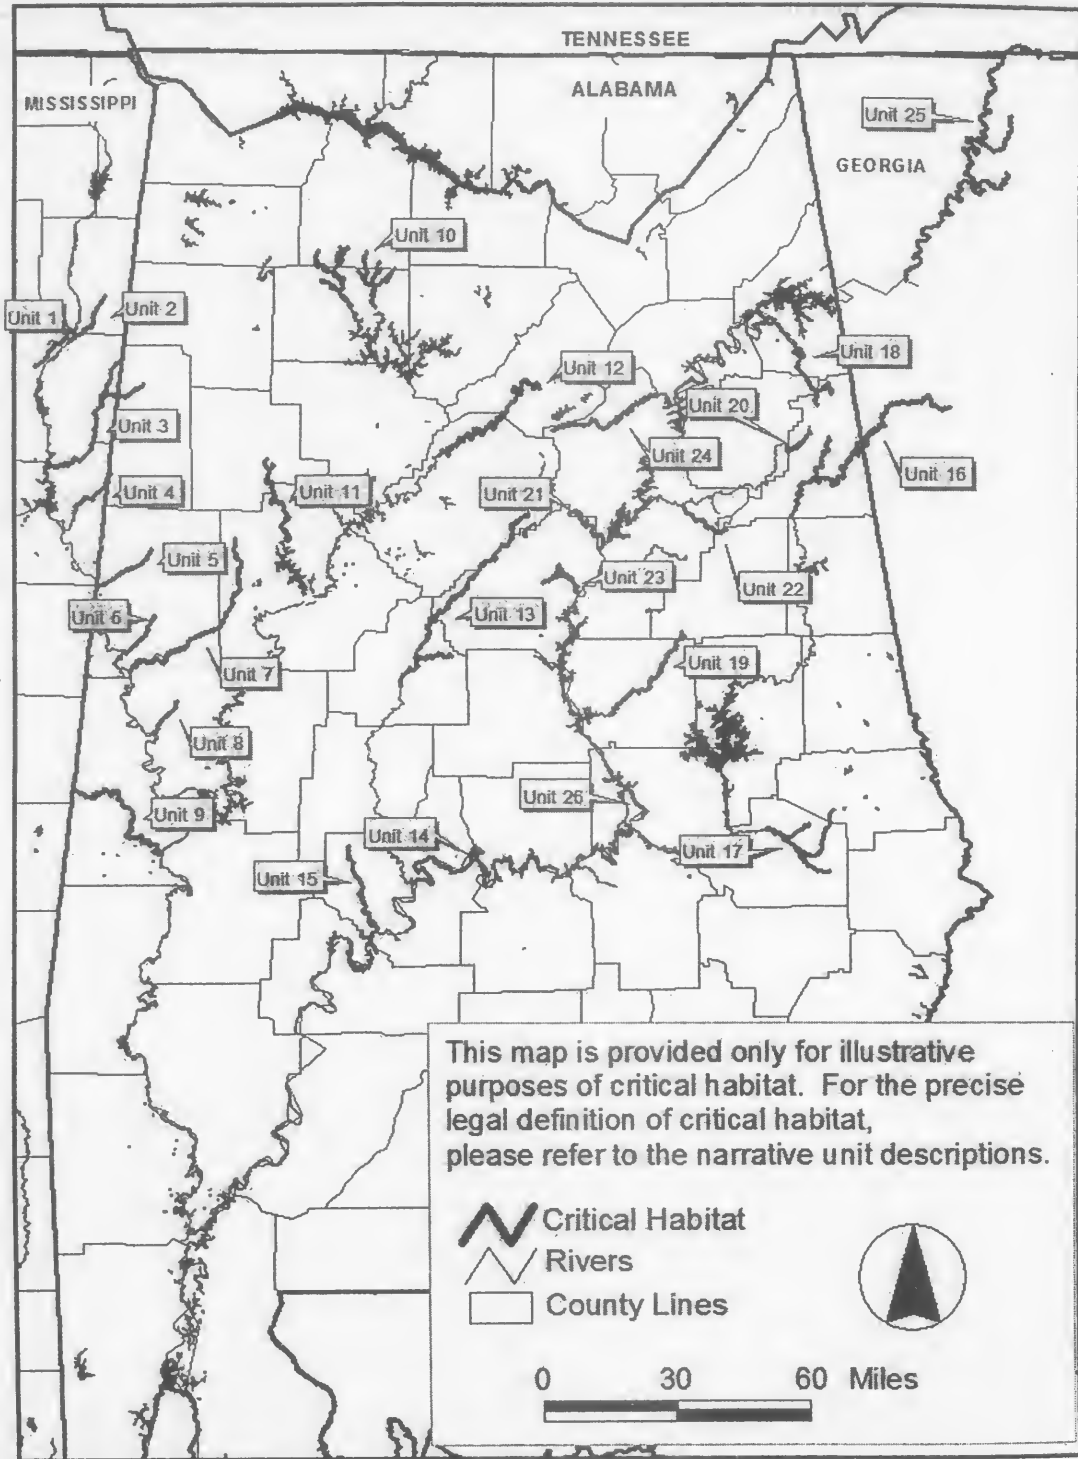 TENNESSEE
MISSISSIPPI
ALABAMA
Unit 25
GEORGIA
Unit 10
Unit 1
Unit 2
Unit 18
Unit 12
Unit 20
Unit 3
Unit 24
Unit 16
Unit 4
Unit 11
Unit 21
Unit 5
Unit 23
Unit 22
Unit 6
Unit 13
Unit 7
Unit 19
Unit 8
Unit 26
Unit 9
Unit 14
Unit 17
Unit 15
This map is provided only for illustrative
purposes of critical habitat. For the precise
legal definition of critical habitat,
please refer to the narrative unit descriptions.
Critical Habitat
Rivers
County Lines
0 30 60 Miles